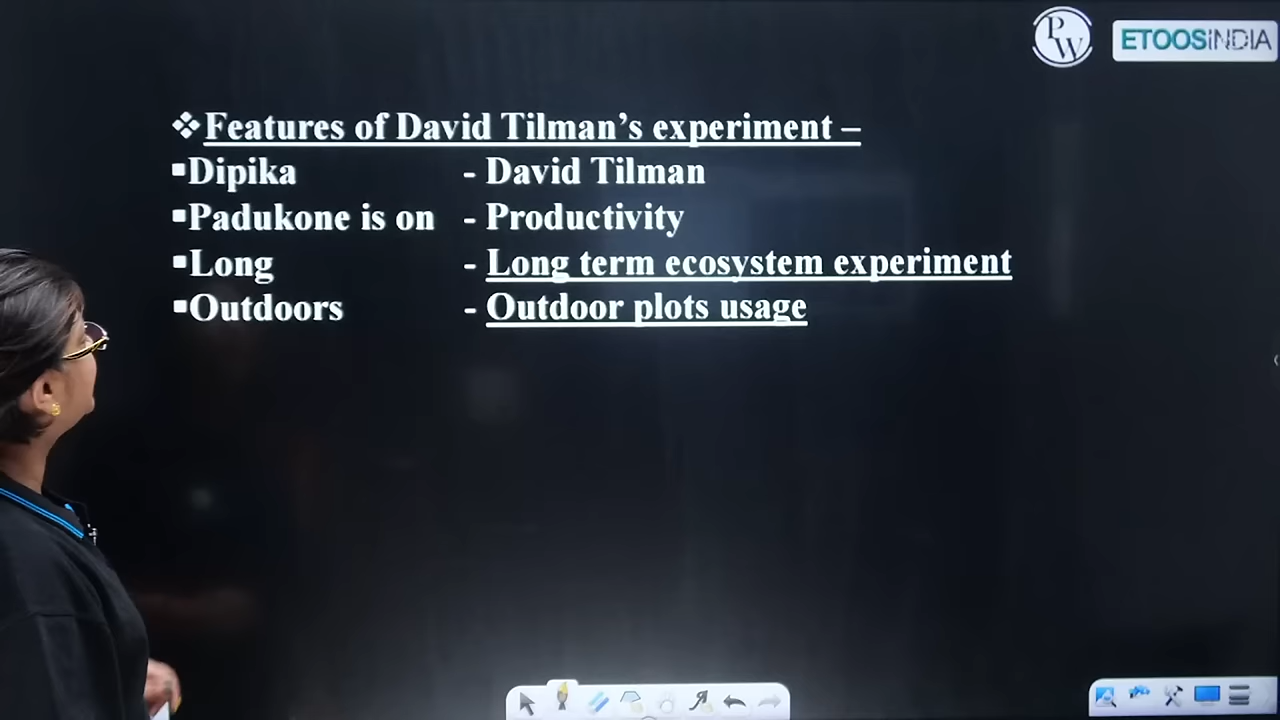 PW
ETOOSINDIA
❖Features of David Tilman’s experiment –
▪Dipika - David Tilman
▪Padukone is on - Productivity
▪Long - Long term ecosystem experiment
▪Outdoors - Outdoor plots usage